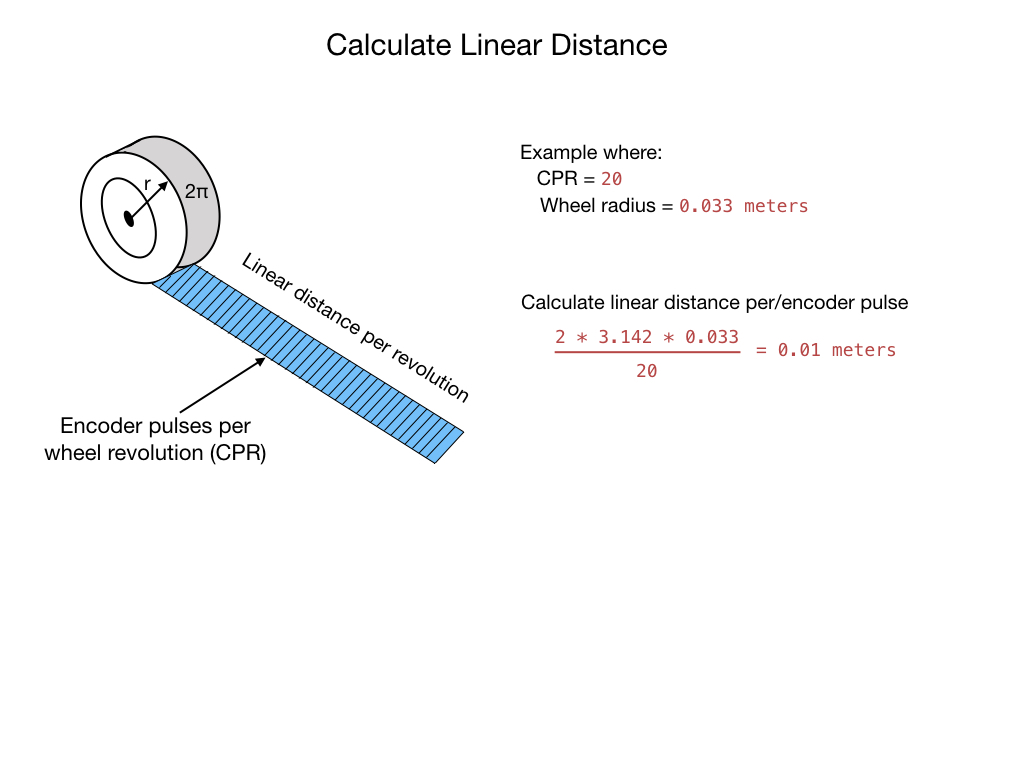 Calculate Linear Distance
r
2π
Linear distance per revolution
Encoder pulses per
wheel revolution (CPR)
Example where:
CPR = 20
Wheel radius = 0.033 meters
Calculate linear distance per/encoder pulse
2 * 3.142 * 0.033
= 0.01 meters
20